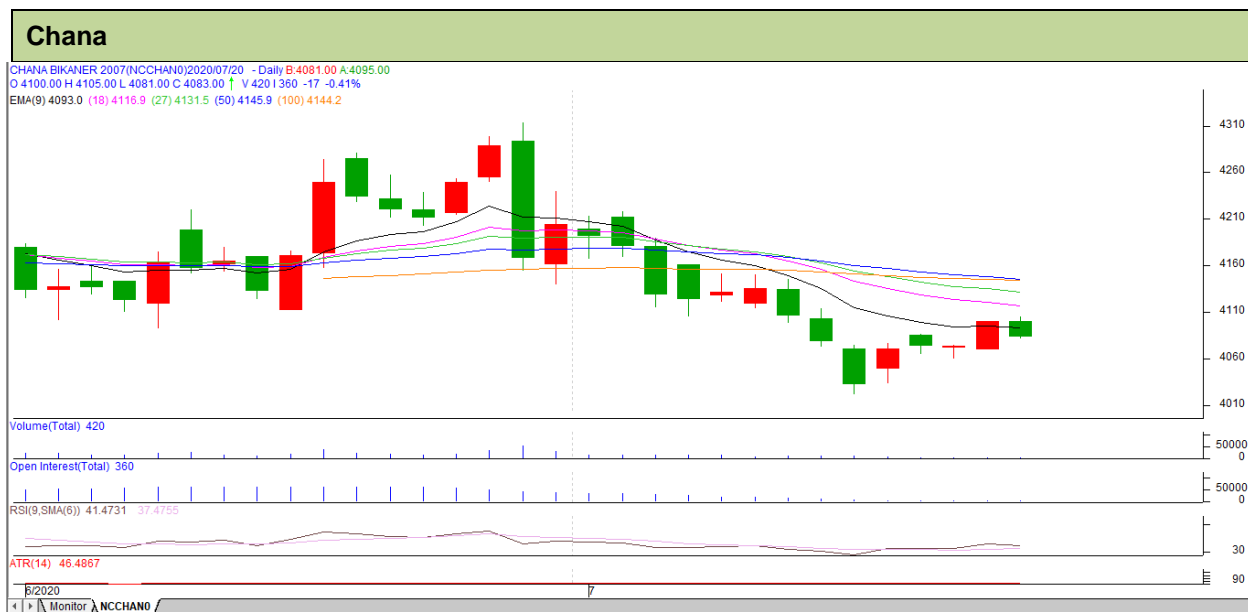 Chana
CHANA BIKANER 2007(NCCHAN0)2020/07/20 - Daily B:4081.00 A:4095.00
O 4100.00 H 4105.00 L 4081.00 C 4083.00 ↑ V 420 I 360 -17 -0.41%
EMA(9) 4093.0 (18) 4116.9 (27) 4131.5 (50) 4145.9 (100) 4144.2
4310
4260
4210
4160
4110
4060
4010
Volume(Total) 420
50000
0
Open Interest(Total) 360
50000
0
RSI(9,SMA(6)) 41.4731 37.4755
30
ATR(14) 46.4867
90
6/2020 7
Monitor NCCHAN0